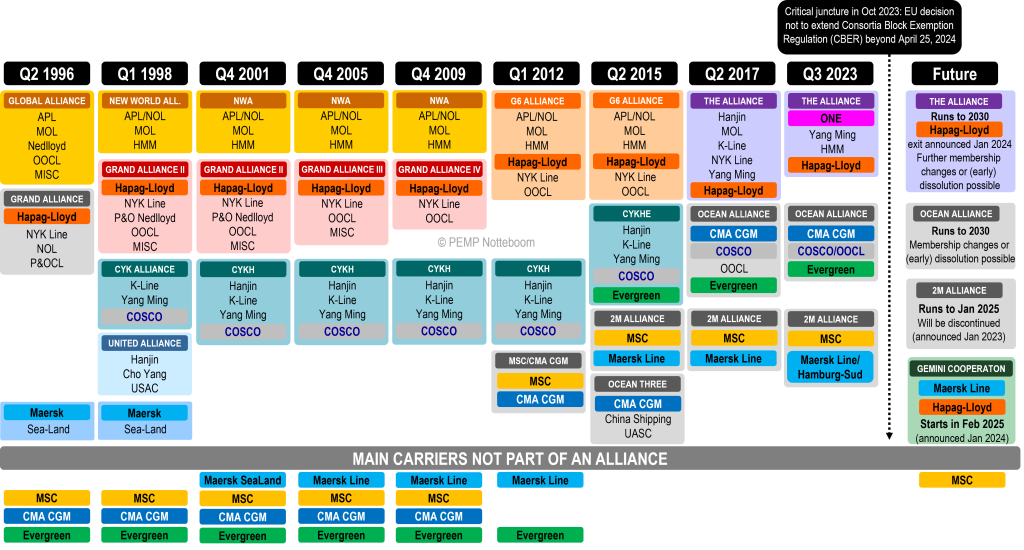 Critical juncture in Oct 2023: EU decision
not to extend Consortia Block Exemption
Regulation (CBER) beyond April 25, 2024
Q2 1996
GLOBAL ALLIANCE
APL
MOL
Nedlloyd
OOCL
MISC
GRAND ALLIANCE
Hapag-Lloyd
NYK Line
NOL
P&OCL
Maersk
Sea-Land
Q1 1998
NEW WORLD ALL.
APL/NOL
MOL
HMM
GRAND ALLIANCE II
Hapag-Lloyd
NYK Line
P&O Nedlloyd
OOCL
MISC
CYK ALLIANCE
K-Line
Yang Ming
COSCO
UNITED ALLIANCE
Hanjin
Cho Yang
USAC
Maersk
Sea-Land
Q4 2001
NWA
APL/NOL
MOL
HMM
GRAND ALLIANCE II
Hapag-Lloyd
NYK Line
P&O Nedlloyd
OOCL
MISC
CYKH
Hanjin
K-Line
Yang Ming
COSCO
Q4 2005
NWA
APL/NOL
MOL
HMM
GRAND ALLIANCE III
Hapag-Lloyd
NYK Line
OOCL
MISC
CYKH
Hanjin
K-Line
Yang Ming
COSCO
Q4 2009
NWA
APL/NOL
MOL
HMM
GRAND ALLIANCE IV
Hapag-Lloyd
NYK Line
OOCL
© PEMP Notteboom
CYKH
Hanjin
K-Line
Yang Ming
COSCO
Q1 2012
G6 ALLIANCE
APL/NOL
MOL
HMM
Hapag-Lloyd
NYK Line
OOCL
CYKH
Hanjin
K-Line
Yang Ming
COSCO
MSC/CMA CGM
MSC
CMA CGM
Q2 2015
G6 ALLIANCE
APL/NOL
MOL
HMM
Hapag-Lloyd
NYK Line
OOCL
CYKHE
Hanjin
K-Line
Yang Ming
COSCO
Evergreen
2M ALLIANCE
MSC
Maersk Line
OCEAN THREE
CMA CGM
China Shipping
UASC
Q2 2017
THE ALLIANCE
Hanjin
MOL
K-Line
NYK Line
Yang Ming
Hapag-Lloyd
OCEAN ALLIANCE
CMA CGM
COSCO
OOCL
Evergreen
2M ALLIANCE
MSC
Maersk Line
Q3 2023
THE ALLIANCE
ONE
Yang Ming
HMM
Hapag-Lloyd
OCEAN ALLIANCE
CMA CGM
COSCO/OOCL
Evergreen
2M ALLIANCE
MSC
Maersk Line/
Hamburg-Sud
Future
THE ALLIANCE
Runs to 2030
Hapag-Lloyd
exit announced Jan 2024
Further membership
changes or (early)
dissolution possible
OCEAN ALLIANCE
Runs to 2030
Membership changes or
(early) dissolution possible
2M ALLIANCE
Runs to Jan 2025
Will be discontinued
(announced Jan 2023)
GEMINI COOPERATON
Maersk Line
Hapag-Lloyd
Starts in Feb 2025
(announced Jan 2024)
MAIN CARRIERS NOT PART OF AN ALLIANCE
Maersk SeaLand
Maersk Line
Maersk Line
Maersk Line
MSC
MSC
MSC
MSC
MSC
MSC
CMA CGM
CMA CGM
CMA CGM
CMA CGM
CMA CGM
Evergreen
Evergreen
Evergreen
Evergreen
Evergreen
Evergreen